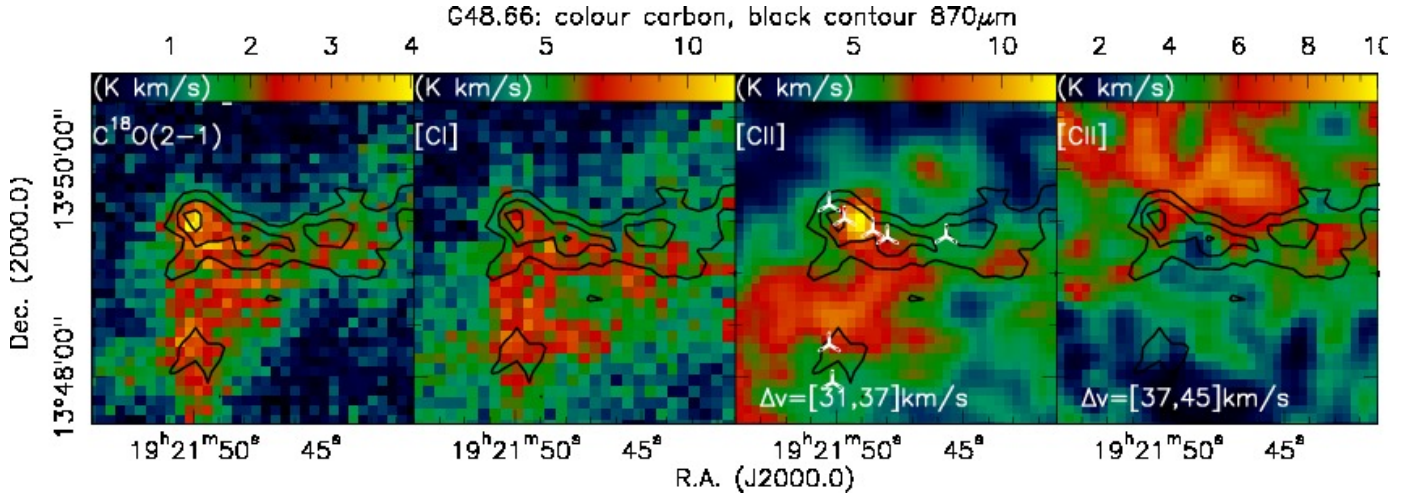 G48.66: colour carbon, black contour 870μm
1 2 3 4 5 10 5 10 2 4 6 8 10
(K km/s) (K km/s) (K km/s) (K km/s)
C¹⁸O(2−1) [CI] [CII] [CII]
13°50'00"
Dec. (2000.0)
13°48'00"
Δv=[31,37]km/s Δv=[37,45]km/s
19ʰ21ᵐ50ˢ 45ˢ 19ʰ21ᵐ50ˢ 45ˢ 19ʰ21ᵐ50ˢ 45ˢ 19ʰ21ᵐ50ˢ 45ˢ
R.A. (J2000.0)